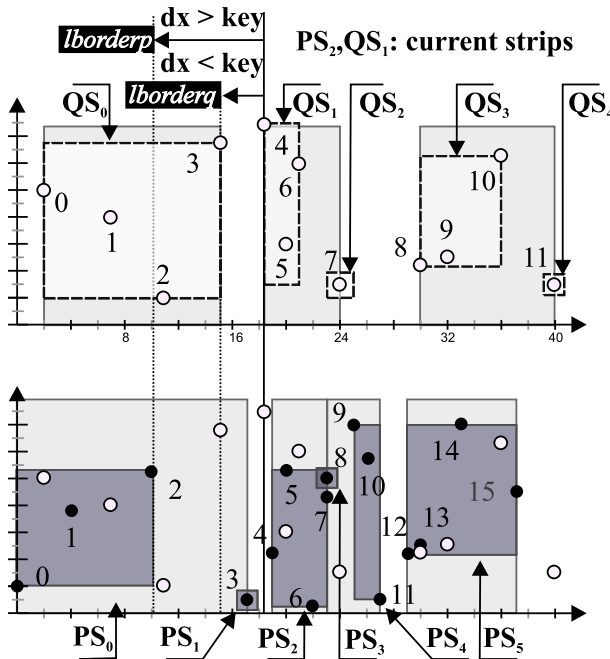 dx > key
lborderp
PS2,QS1: current strips
dx < key
lborderq
QS0 QS1 QS2 QS3 QS4
3 4 10
0 6
1 9
2 5 7 8 11
8 16 24 32 40
9 14
2 5 8 10 15
1 7
4 12 13
0 3 6 11
PS0 PS1 PS2 PS3 PS4 PS5